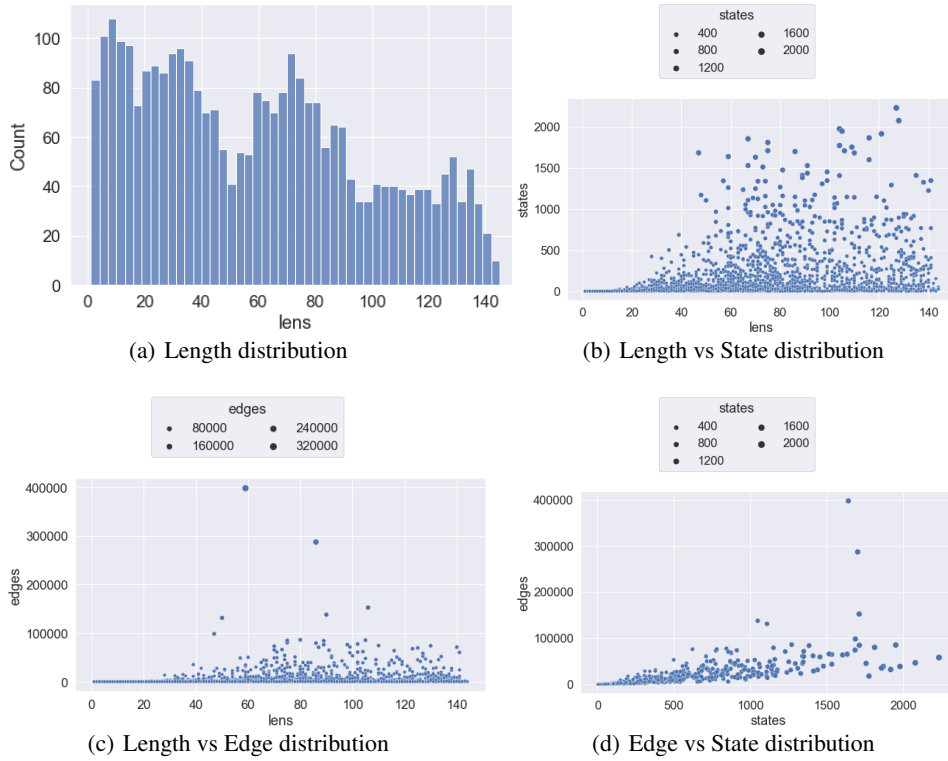 100
80
60
40
20
0
Count
0 20 40 60 80 100 120 140
lens
(a) Length distribution
states
400 1600
800 2000
1200
2000
1500
1000
500
0
states
0 20 40 60 80 100 120 140
lens
(b) Length vs State distribution
edges
80000 240000
160000 320000
400000
300000
200000
100000
0
edges
0 20 40 60 80 100 120 140
lens
(c) Length vs Edge distribution
states
400 1600
800 2000
1200
400000
300000
200000
100000
0
edges
0 500 1000 1500 2000
states
(d) Edge vs State distribution